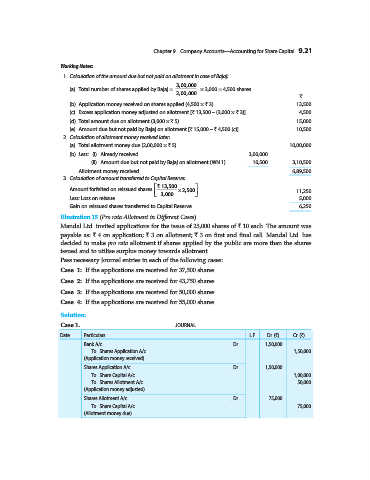 Chapter 9 Company Accounts—Accounting for Share Capital 9.21
Working Notes:
1. Calculation of the amount due but not paid on allotment in case of Bajaj:
(a) Total number of shares applied by Bajaj = 3,00,000 / 2,00,000 × 3,000 = 4,500 shares
₹
(b) Application money received on shares applied (4,500 × ₹ 3) 13,500
(c) Excess application money adjusted on allotment [₹ 13,500 – (3,000 × ₹ 3)] 4,500
(d) Total amount due on allotment (3,000 × ₹ 5) 15,000
(e) Amount due but not paid by Bajaj on allotment [₹ 15,000 – ₹ 4,500 (c)] 10,500
2. Calculation of allotment money received later:
(a) Total allotment money due (2,00,000 × ₹ 5) 10,00,000
(b) Less: (i) Already received 3,00,000
(ii) Amount due but not paid by Bajaj on allotment (WN 1) 10,500 3,10,500
Allotment money received 6,89,500
3. Calculation of amount transferred to Capital Reserve:
Amount forfeited on reissued shares [₹ 13,500 / 3,000 × 2,500] 11,250
Less: Loss on reissue 5,000
Gain on reissued shares transferred to Capital Reserve 6,250
Illustration 15 (Pro rata Allotment in Different Cases)
Mandal Ltd. invited applications for the issue of 25,000 shares of ₹ 10 each. The amount was
payable as: ₹ 4 on application; ₹ 3 on allotment; ₹ 3 on first and final call. Mandal Ltd. has
decided to make pro rata allotment if shares applied by the public are more than the shares
issued and to utilise surplus money towards allotment.
Pass necessary Journal entries in each of the following cases:
Case 1: If the applications are received for 37,500 shares
Case 2: If the applications are received for 43,750 shares
Case 3: If the applications are received for 50,000 shares
Case 4: If the applications are received for 55,000 shares
Solution:
Case 1. JOURNAL
Date Particulars L.F. Dr. (₹) Cr. (₹)
Bank A/c Dr. 1,50,000
To Shares Application A/c 1,50,000
(Application money received)
Shares Application A/c Dr. 1,50,000
To Share Capital A/c 1,00,000
To Shares Allotment A/c 50,000
(Application money adjusted)
Shares Allotment A/c Dr. 75,000
To Share Capital A/c 75,000
(Allotment money due)